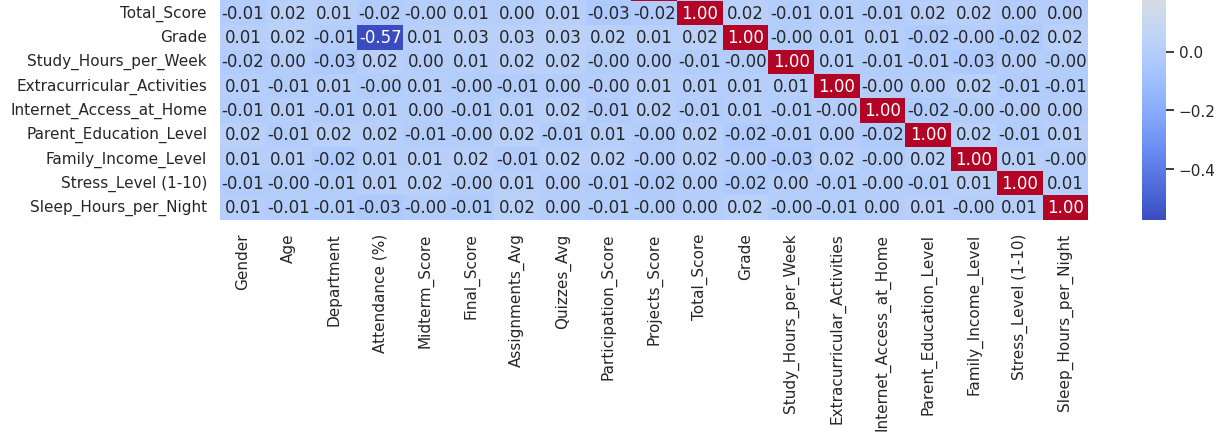 Total_Score -0.01 0.02 0.01 -0.02 -0.00 0.01 0.00 0.01 -0.03 -0.02 1.00 0.02 -0.01 0.01 -0.01 0.02 0.02 0.00 0.00
Grade 0.01 0.02 -0.01 -0.57 0.01 0.03 0.03 0.03 0.02 0.01 0.02 1.00 -0.00 0.01 0.01 -0.02 -0.00 -0.02 0.02
Study_Hours_per_Week -0.02 0.00 -0.03 0.02 0.00 0.01 0.02 0.02 -0.00 0.00 -0.01 -0.00 1.00 0.01 -0.01 -0.01 -0.03 0.00 -0.00
Extracurricular_Activities 0.01 -0.01 0.01 -0.00 0.01 -0.00 -0.01 0.00 -0.00 0.01 0.01 0.01 0.01 1.00 -0.00 0.00 0.02 -0.01 -0.01
Internet_Access_at_Home -0.01 0.01 -0.01 0.01 -0.01 0.01 0.01 0.02 -0.01 0.02 -0.01 0.01 -0.01 -0.00 1.00 -0.02 -0.00 -0.00 0.00
Parent_Education_Level 0.02 -0.01 0.02 0.02 -0.01 -0.00 0.02 -0.01 0.01 -0.00 0.02 -0.02 -0.01 0.00 -0.02 1.00 0.02 -0.01 0.01
Family_Income_Level 0.01 0.01 -0.02 0.01 0.01 0.02 -0.01 0.02 0.02 -0.00 0.02 -0.00 -0.03 0.02 -0.00 0.02 1.00 0.01 -0.00
Stress_Level (1-10) -0.01 -0.00 -0.01 0.01 0.02 -0.00 0.01 0.00 -0.01 -0.02 0.00 -0.02 0.00 -0.01 -0.00 -0.01 0.01 1.00 0.01
Sleep_Hours_per_Night 0.01 -0.01 -0.01 -0.03 -0.00 -0.01 0.02 0.00 -0.01 -0.00 0.00 0.02 -0.00 -0.01 0.00 0.01 -0.00 0.01 1.00
Gender
Age
Department
Attendance (%)
Midterm_Score
Final_Score
Assignments_Avg
Quizzes_Avg
Participation_Score
Projects_Score
Total_Score
Grade
Study_Hours_per_Week
Extracurricular_Activities
Internet_Access_at_Home
Parent_Education_Level
Family_Income_Level
Stress_Level (1-10)
Sleep_Hours_per_Night
0.0
−0.2
−0.4